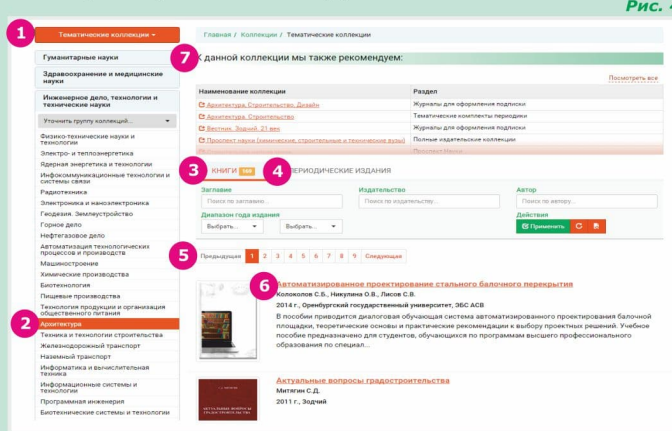 Рис. 4
1 Тематические коллекции
Главная / Коллекции / Тематические коллекции
Гуманитарные науки
Здравоохранение и медицинские
науки
Инженерное дело, технологии и
технические науки
Уточнить группу коллекций...
Физико-технические науки и
технологии
Электро- и теплоэнергетика
Ядерная энергетика и технологии
Инфокоммуникационные технологии и
системы связи
Радиотехника
Электроника и наноэлектроника
Геодезия. Землеустройство
Горное дело
Нефтегазовое дело
Автоматизация технологических
процессов и производств
Машиностроение
Химические производства
Биотехнология
Пищевые производства
Технология продукции и организация
общественного питания
2 Архитектура
Техника и технологии строительства
Железнодорожный транспорт
Наземный транспорт
Информатика и вычислительная
техника
Информационные системы и
технологии
Программная инженерия
Биотехнические системы и технологии
7 К данной коллекции мы также рекомендуем:
Посмотреть все
Наименование коллекции Раздел
Архитектура. Строительство. Дизайн Журналы для оформления подписки
Архитектура. Строительство Тематические комплекты периодики
Вестник. Зодчий. 21 век Журналы для оформления подписки
Проспект науки (химические, строительные и технические вузы) Полные издательские коллекции
Проспект Науки
3 КНИГИ 4 ПЕРИОДИЧЕСКИЕ ИЗДАНИЯ
Заглавие Издательство Автор
Поиск по заглавию... Поиск по издательству... Поиск по автору...
Диапазон года издания Действия
Выбрать... Выбрать... Применить
5 Предыдущая 1 2 3 4 5 6 7 8 9 Следующая
6 Автоматизированное проектирование стального балочного перекрытия
Колоколов С.Б., Никулина О.В., Лисов С.В.
2014 г., Оренбургский государственный университет, ЭБС АСВ
В пособии приводится диалоговая обучающая система автоматизированного проектирования балочной
площадки, теоретические основы и практические рекомендации к выбору проектных решений. Учебное
пособие предназначено для студентов, обучающихся по программам высшего профессионального
образования по специал...
Актуальные вопросы градостроительства
Митягин С.Д.
2011 г., Зодчий
АКТУАЛЬНЫЕ ВОПРОСЫ
ГРАДОСТРОИТЕЛЬСТВА